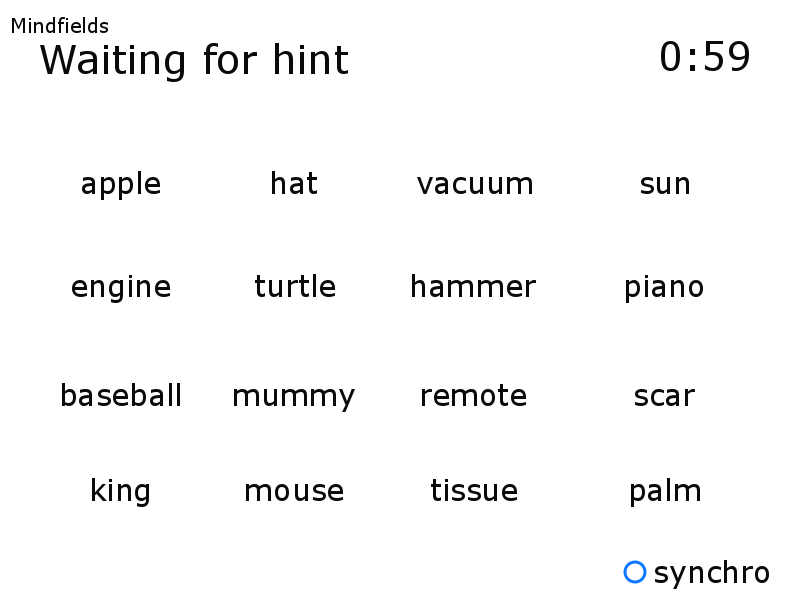 Mindfields
Waiting for hint 0:59
apple hat vacuum sun
engine turtle hammer piano
baseball mummy remote scar
king mouse tissue palm
synchro